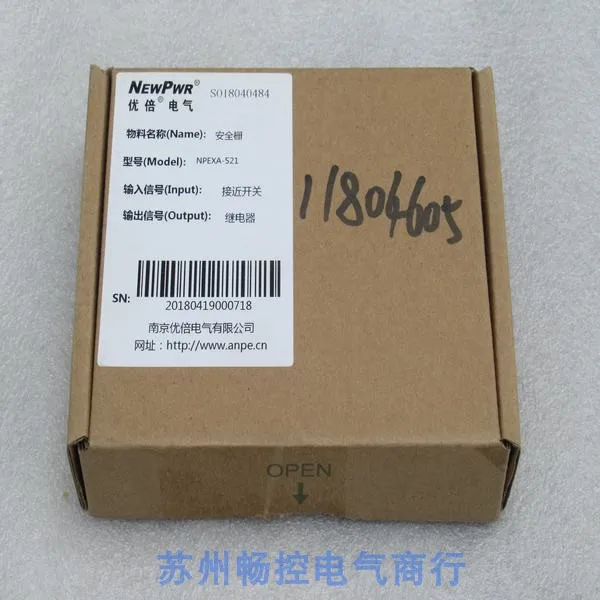 NEWPWR® SO18040484
优倍® 电气
物料名称(Name): 安全栅
型号(Model): NPEXA-521
输入信号(Input): 接近开关
输出信号(Output): 继电器
11804605
SN:
20180419000718
南京优倍电气有限公司
网址：http://www.anpe.cn
OPEN
苏州畅控电气商行